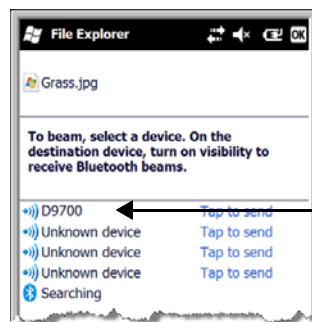 File Explorer OK
Grass.jpg
To beam, select a device. On the
destination device, turn on visibility to
receive Bluetooth beams.
D9700 Tap to send
Unknown device Tap to send
Unknown device Tap to send
Unknown device Tap to send
Searching